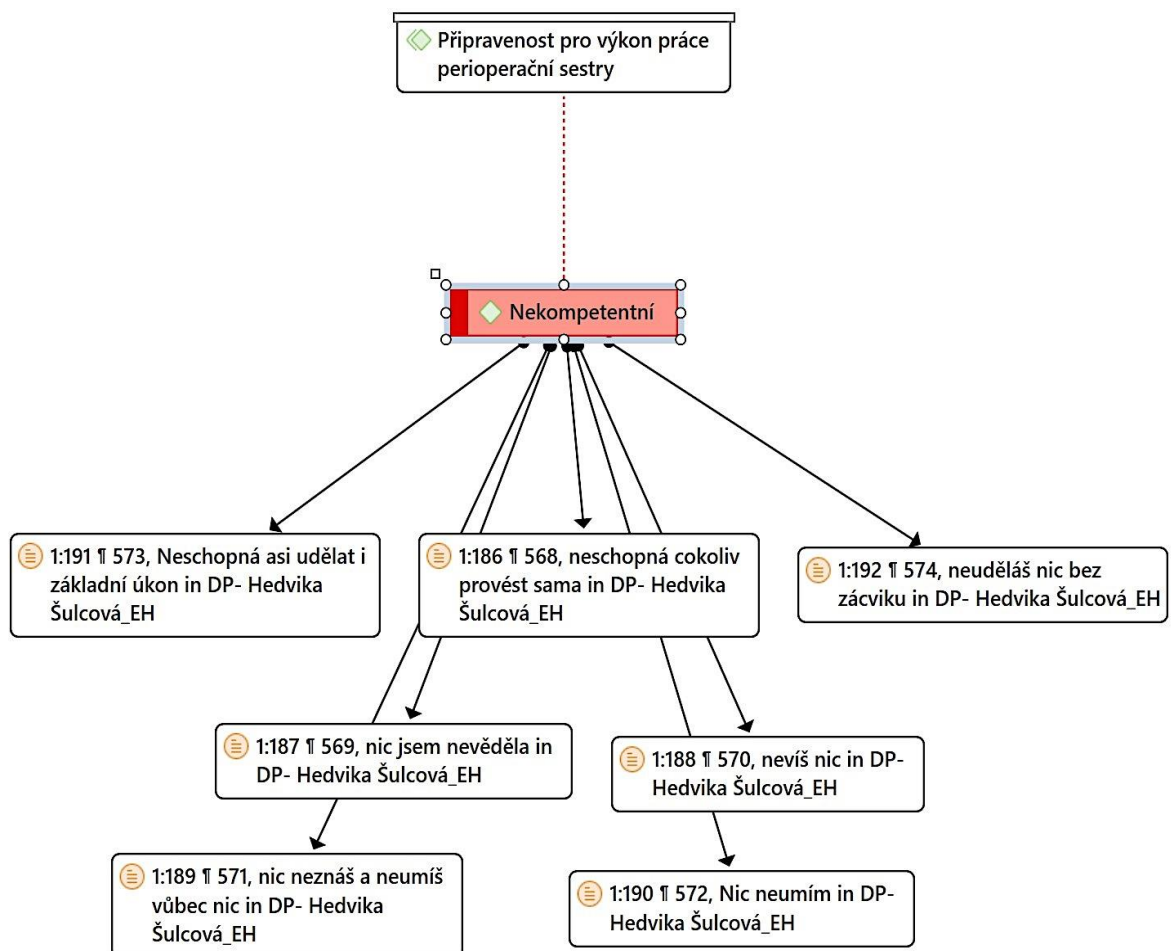 Připravenost pro výkon práce
perioperační sestry
Nekompetentní
1:191 ¶ 573, Neschopná asi udělat i
základní úkon in DP- Hedvika
Šulcová_EH
1:186 ¶ 568, neschopná cokoliv
provést sama in DP- Hedvika
Šulcová_EH
1:192 ¶ 574, neuděláš nic bez
zácviku in DP- Hedvika Šulcová_EH
1:187 ¶ 569, nic jsem nevěděla in
DP- Hedvika Šulcová_EH
1:188 ¶ 570, nevíš nic in DP-
Hedvika Šulcová_EH
1:189 ¶ 571, nic neznáš a neumíš
vůbec nic in DP- Hedvika
Šulcová_EH
1:190 ¶ 572, Nic neumím in DP-
Hedvika Šulcová_EH